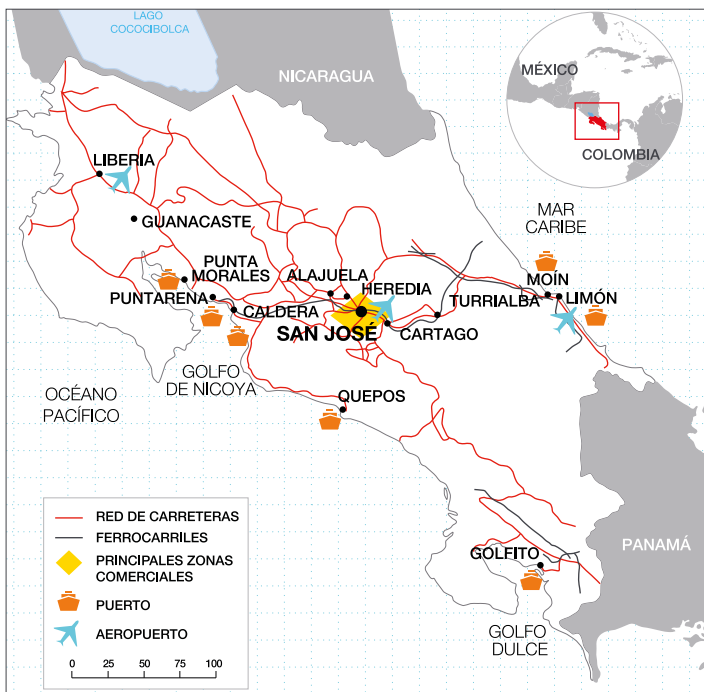 LAGO
COCOCIBOLCA
NICARAGUA
MÉXICO
COLOMBIA
LIBERIA
GUANACASTE
MAR
CARIBE
PUNTA
MORALES
ALAJUELA
HEREDIA
MOÍN
PUNTARENA
CALDERA
TURRIALBA
LIMÓN
SAN JOSÉ
CARTAGO
GOLFO
DE NICOYA
OCÉANO
PACÍFICO
QUEPOS
RED DE CARRETERAS
FERROCARRILES
PRINCIPALES ZONAS
COMERCIALES
PUERTO
AEROPUERTO
0 25 50 75 100
GOLFITO
PANAMÁ
GOLFO
DULCE